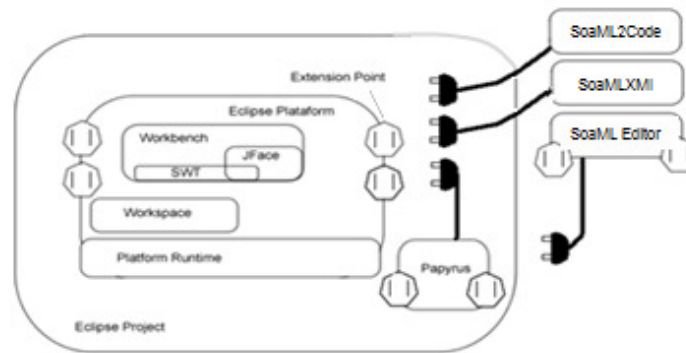 SoaML2Code
Extension Point
SoaMLXMI
Eclipse Plataform
Workbench
SoaML Editor
JFace
SWT
Workspace
Platform Runtime
Papyrus
Eclipse Project